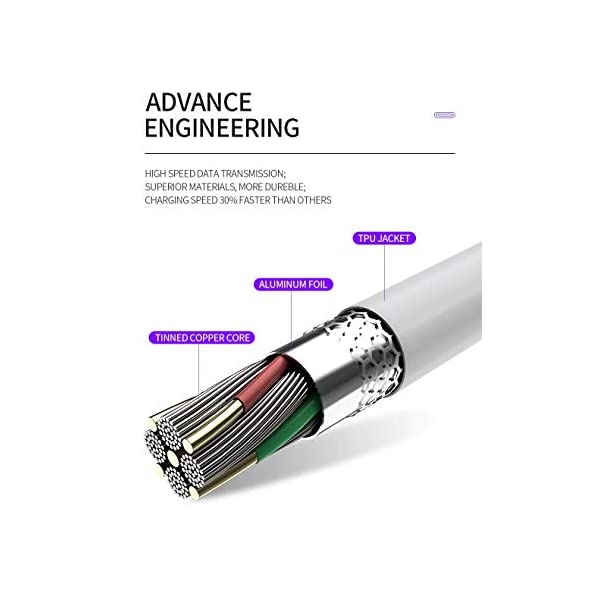 ADVANCE
ENGINEERING
HIGH SPEED DATA TRANSMISSION;
SUPERIOR MATERIALS, MORE DUREBLE;
CHARGING SPEED 30% FASTER THAN OTHERS
TPU JACKET
ALUMINUM FOIL
TINNED COPPER CORE